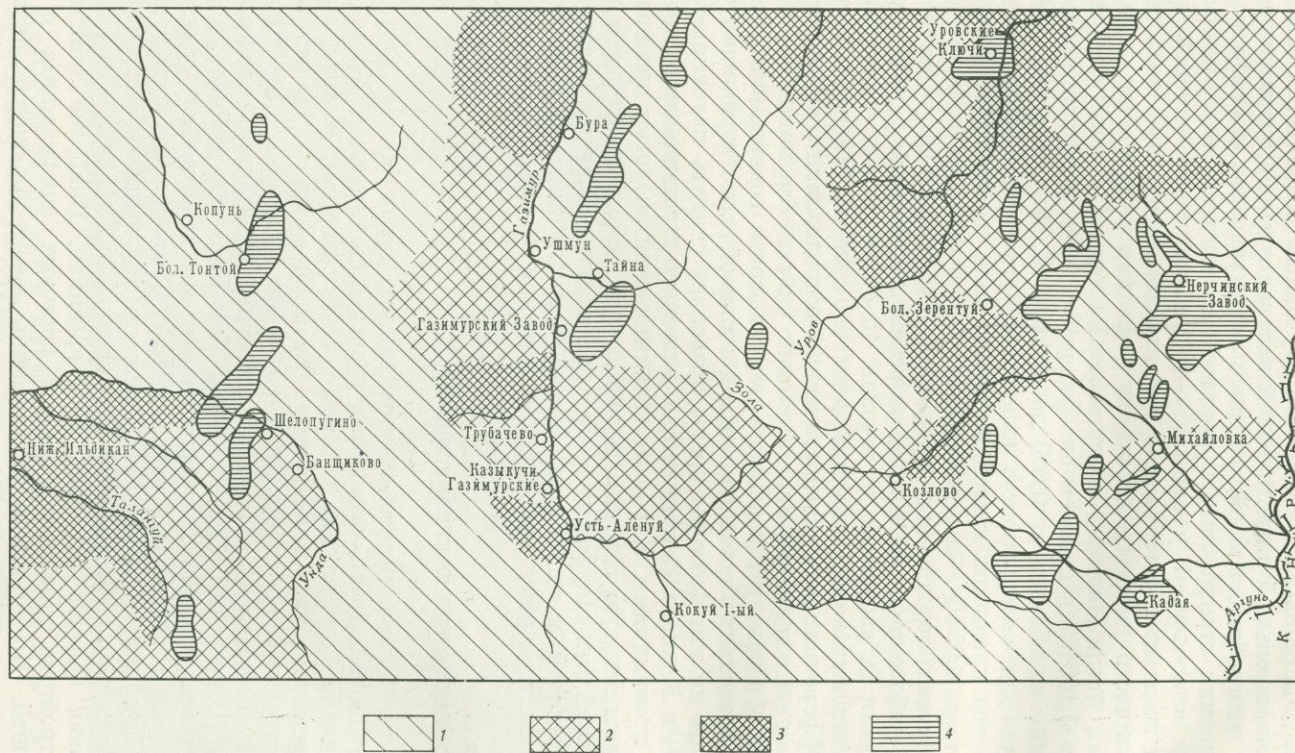 Уровские
Ключи
Бура
Газимур
Копунь
Ушмун
Бол. Тонтой
Тайна
Нерчинский
Завод
Бол. Зерентуй
Газимурский Завод
Уров
Зола
Шелопугино
Трубачево
Михайловка
Ниж. Ильдикан
Банщиково
Казыкучи
Газимурские
Козлово
Талангуй
Усть-Аленуй
Унда
Кокуй I-ый
Кадая
Аргунь
К Н Р
1 2 3 4